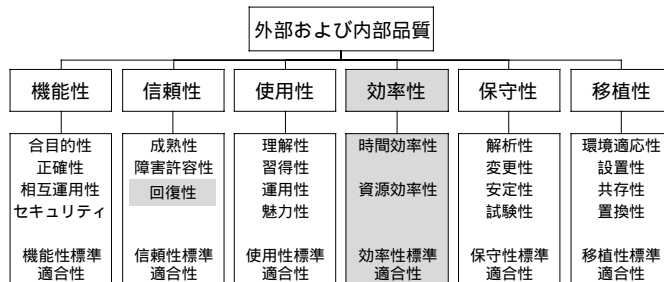 外部および内部品質
機能性
信頼性
使用性
効率性
保守性
移植性
合目的性
正確性
相互運用性
セキュリティ
機能性標準
適合性
成熟性
障害許容性
回復性
信頼性標準
適合性
理解性
習得性
運用性
魅力性
使用性標準
適合性
時間効率性
資源効率性
効率性標準
適合性
解析性
変更性
安定性
試験性
保守性標準
適合性
環境適応性
設置性
共存性
置換性
移植性標準
適合性